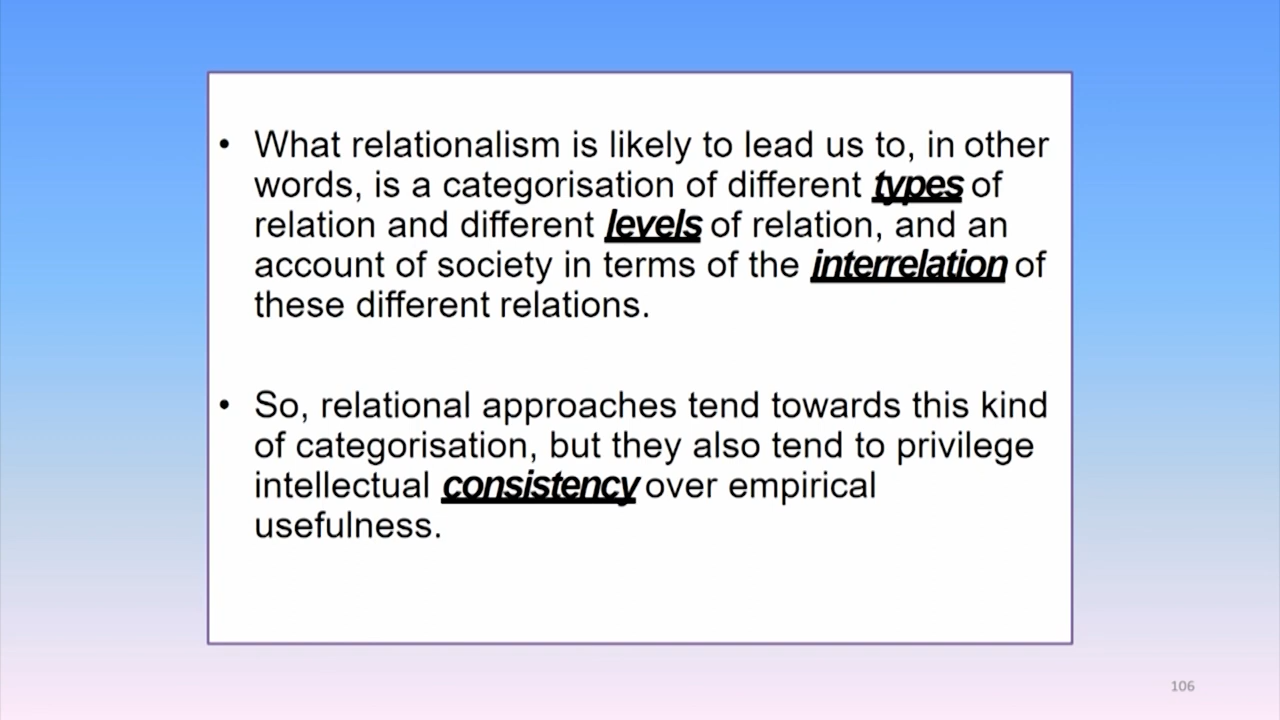 • What relationalism is likely to lead us to, in other
words, is a categorisation of different types of
relation and different levels of relation, and an
account of society in terms of the interrelation of
these different relations.
• So, relational approaches tend towards this kind
of categorisation, but they also tend to privilege
intellectual consistency over empirical
usefulness.
106